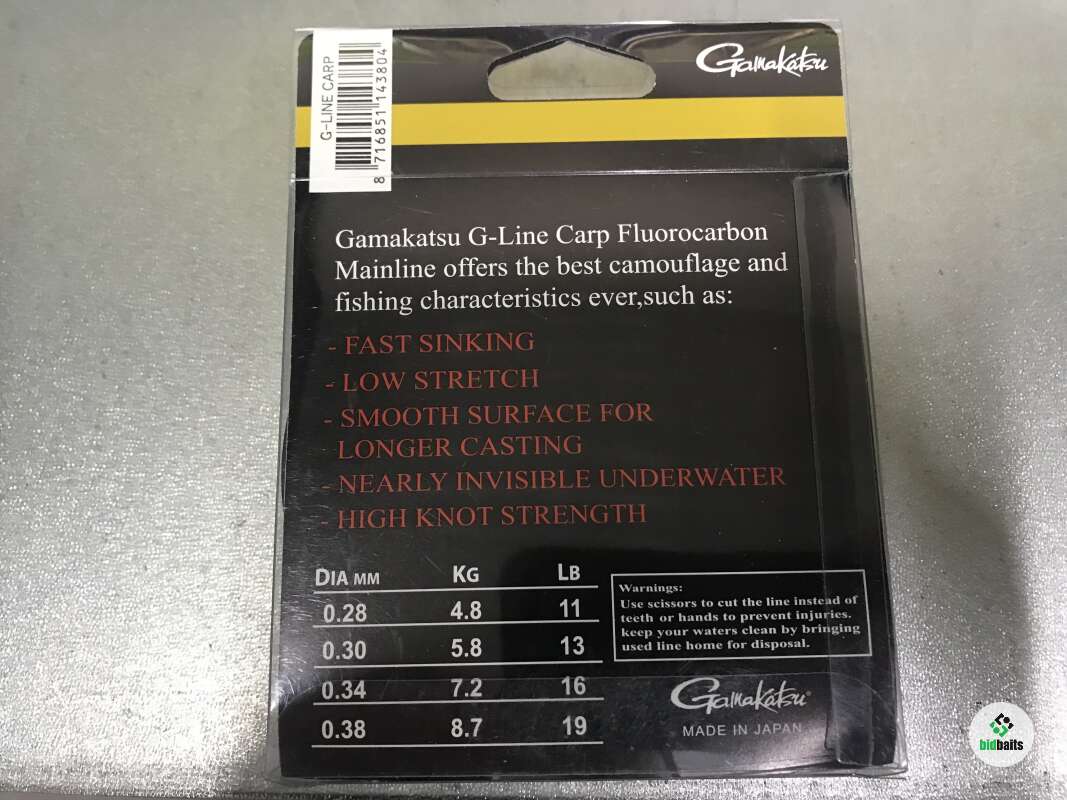 Gamakatsu
G-LINE CARP
8 716851 143804
Gamakatsu G-Line Carp Fluorocarbon
Mainline offers the best camouflage and
fishing characteristics ever,such as:
- FAST SINKING
- LOW STRETCH
- SMOOTH SURFACE FOR
LONGER CASTING
- NEARLY INVISIBLE UNDERWATER
- HIGH KNOT STRENGTH
DIA MM KG LB
0.28 4.8 11
0.30 5.8 13
0.34 7.2 16
0.38 8.7 19
Warnings:
Use scissors to cut the line instead of
teeth or hands to prevent injuries.
keep your waters clean by bringing
used line home for disposal.
Gamakatsu®
MADE IN JAPAN
bidbaits